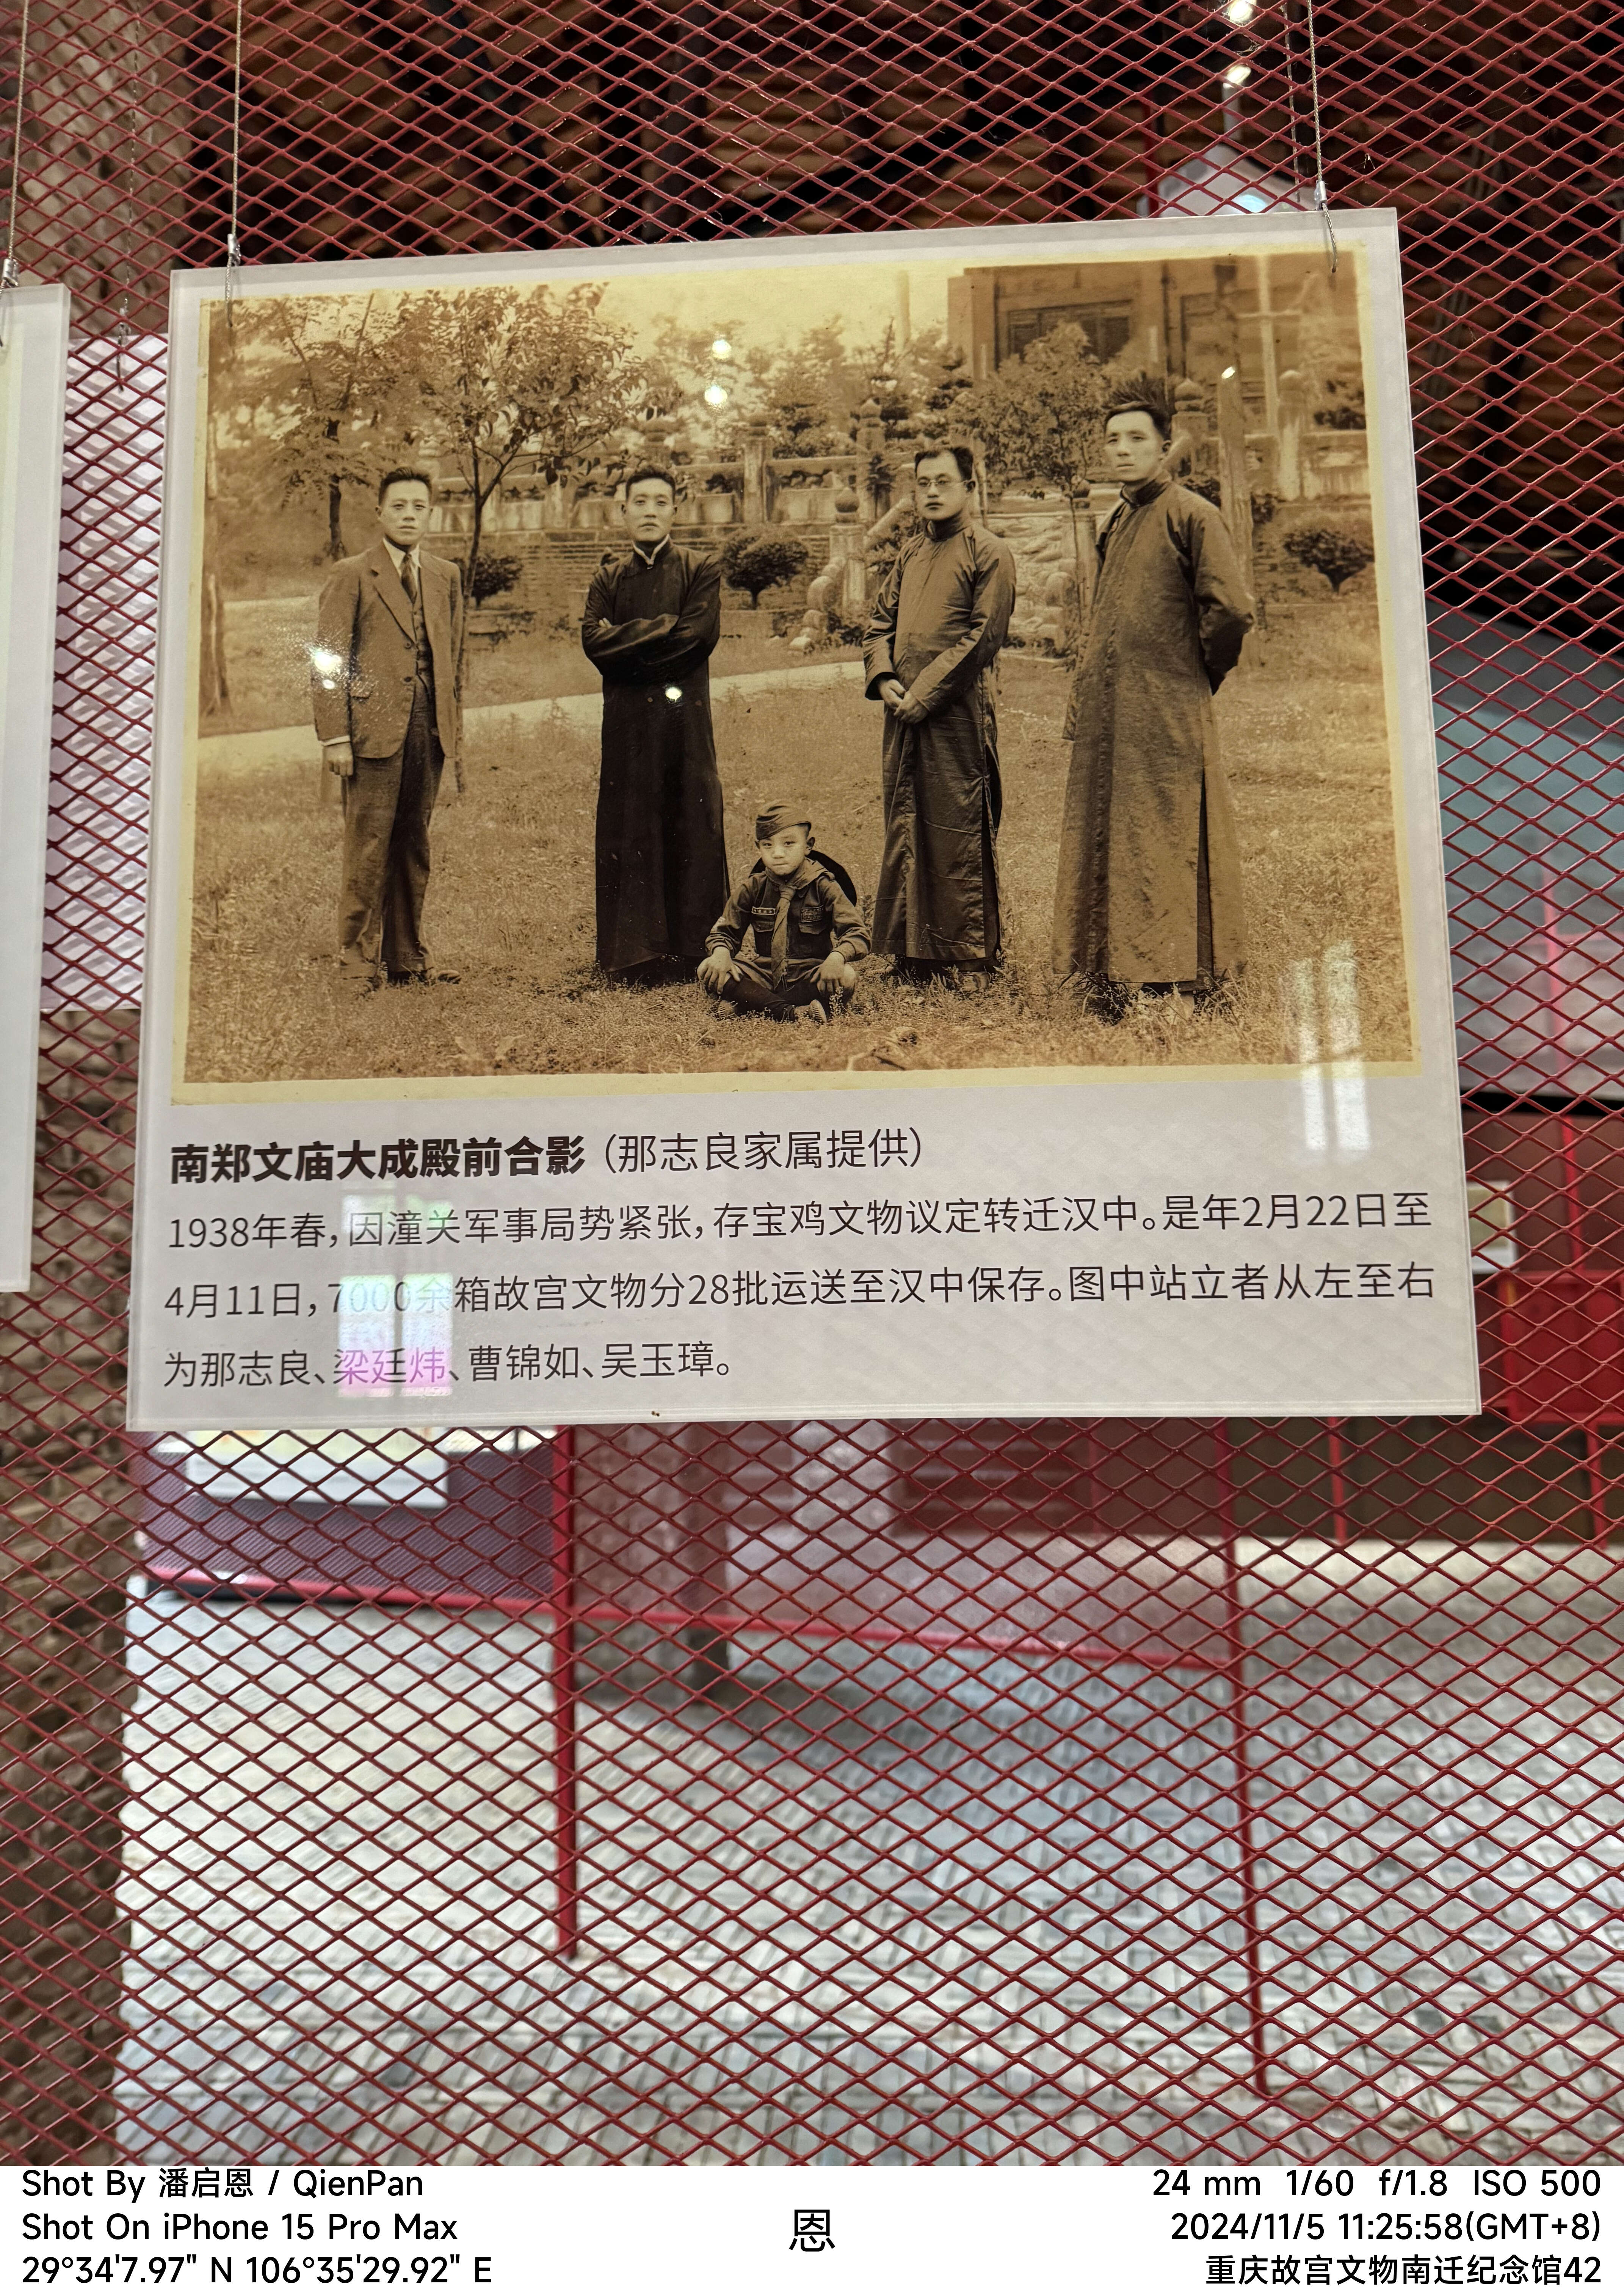 南郑文庙大成殿前合影（那志良家属提供）
1938年春，因潼关军事局势紧张，存宝鸡文物议定转迁汉中。是年2月22日至
4月11日，7000余箱故宫文物分28批运送至汉中保存。图中站立者从左至右
为那志良、梁廷炜、曹锦如、吴玉璋。
Shot By 潘启恩 / QienPan
Shot On iPhone 15 Pro Max
29°34'7.97" N 106°35'29.92" E
恩
24 mm 1/60 f/1.8 ISO 500
2024/11/5 11:25:58(GMT+8)
重庆故宫文物南迁纪念馆42